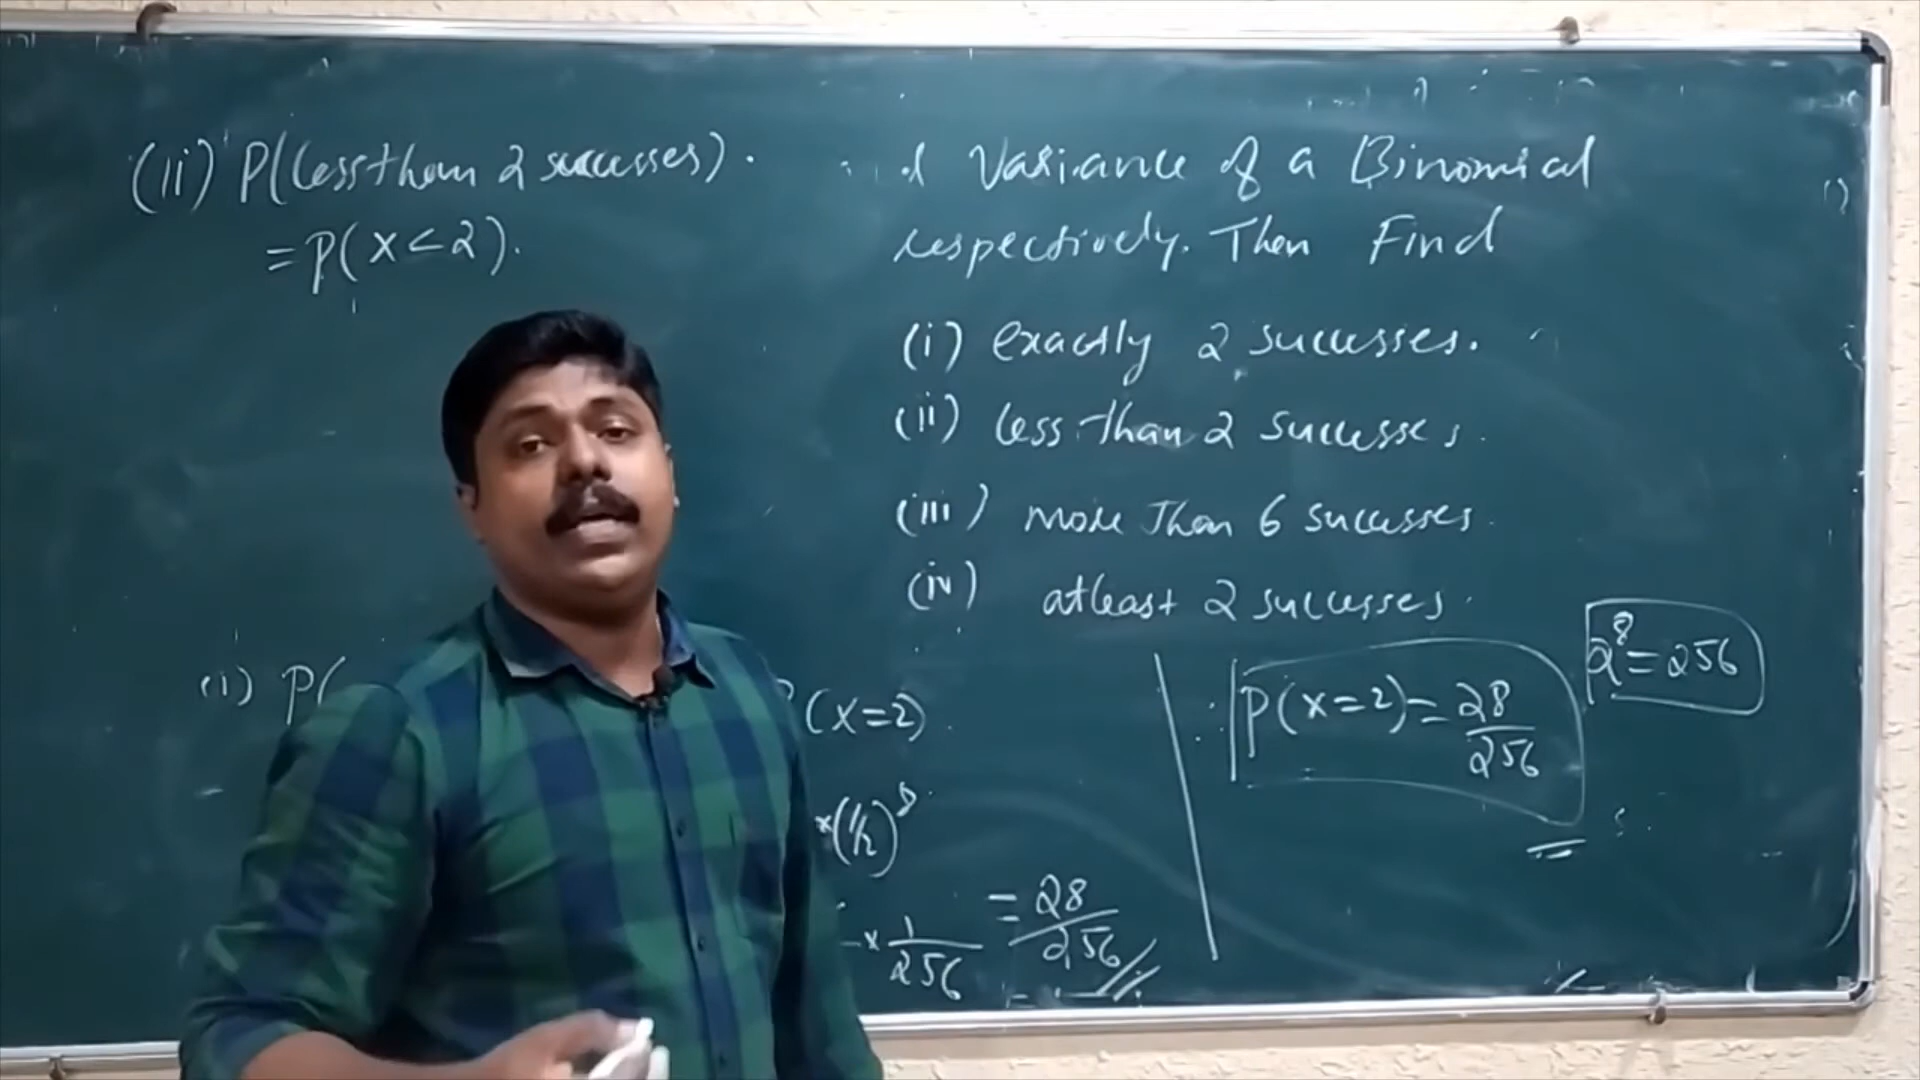 (ii) P(less than 2 successes).
= P(X<2).
Variance of a Binomial
respectively. Then Find
(i) exactly 2 successes.
(ii) less than 2 successes.
(iii) more than 6 successes.
(iv) atleast 2 successes.
(i) P(
(X=2).
×(1/2)^8
× 1/256 = 28/256
∴ P(X=2) = 28/256
2^8 = 256